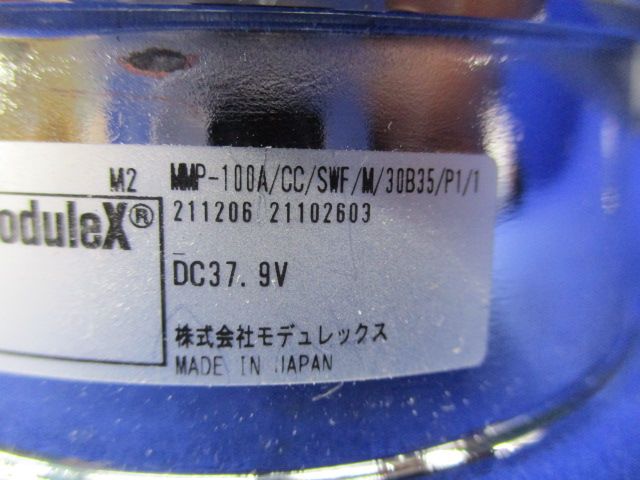 M2 MMP-100A/CC/SWF/M/30B35/P1/1
oduleX®
211206 21102603
DC37.9V
株式会社モデュレックス
MADE IN JAPAN